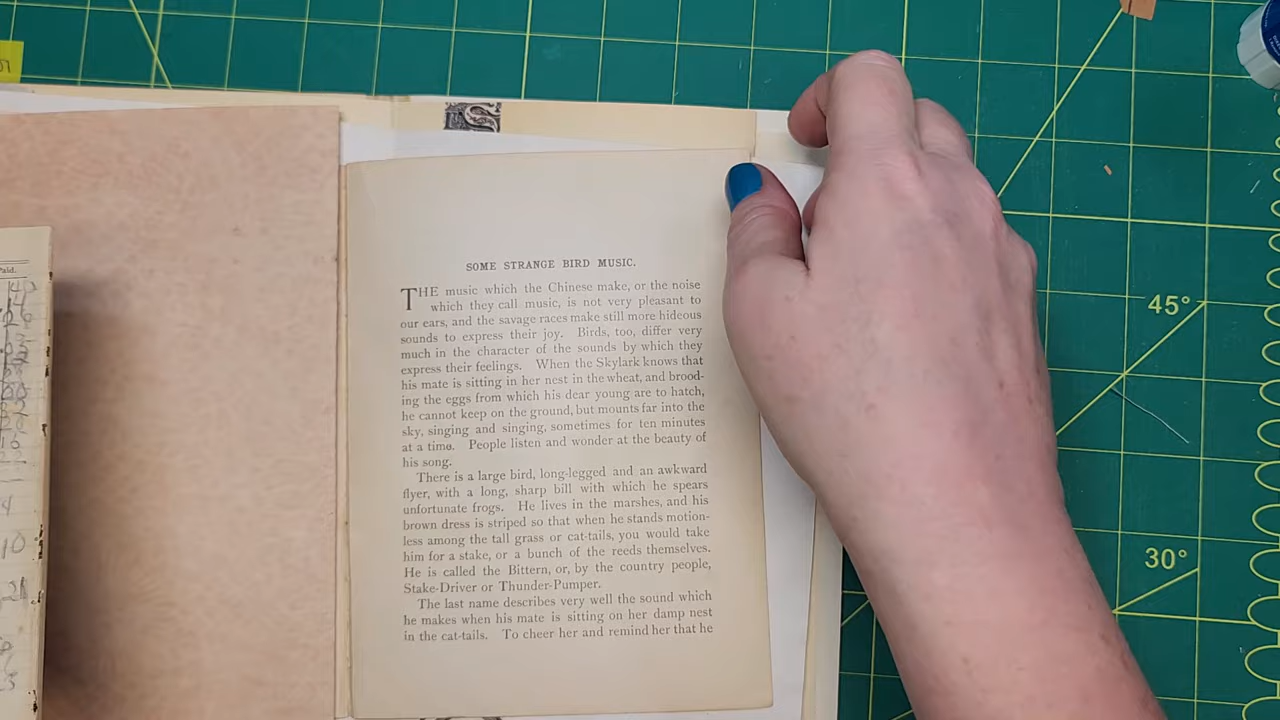 S
Paid.
SOME STRANGE BIRD MUSIC.
THE music which the Chinese make, or the noise
which they call music, is not very pleasant to
our ears, and the savage races make still more hideous
sounds to express their joy. Birds, too, differ very
much in the character of the sounds by which they
express their feelings. When the Skylark knows that
his mate is sitting in her nest in the wheat, and brood-
ing the eggs from which his dear young are to hatch,
he cannot keep on the ground, but mounts far into the
sky, singing and singing, sometimes for ten minutes
at a time. People listen and wonder at the beauty of
his song.
There is a large bird, long-legged and an awkward
flyer, with a long, sharp bill with which he spears
unfortunate frogs. He lives in the marshes, and his
brown dress is striped so that when he stands motion-
less among the tall grass or cat-tails, you would take
him for a stake, or a bunch of the reeds themselves.
He is called the Bittern, or, by the country people,
Stake-Driver or Thunder-Pumper.
The last name describes very well the sound which
he makes when his mate is sitting on her damp nest
in the cat-tails. To cheer her and remind her that he
4
10
21
45°
30°